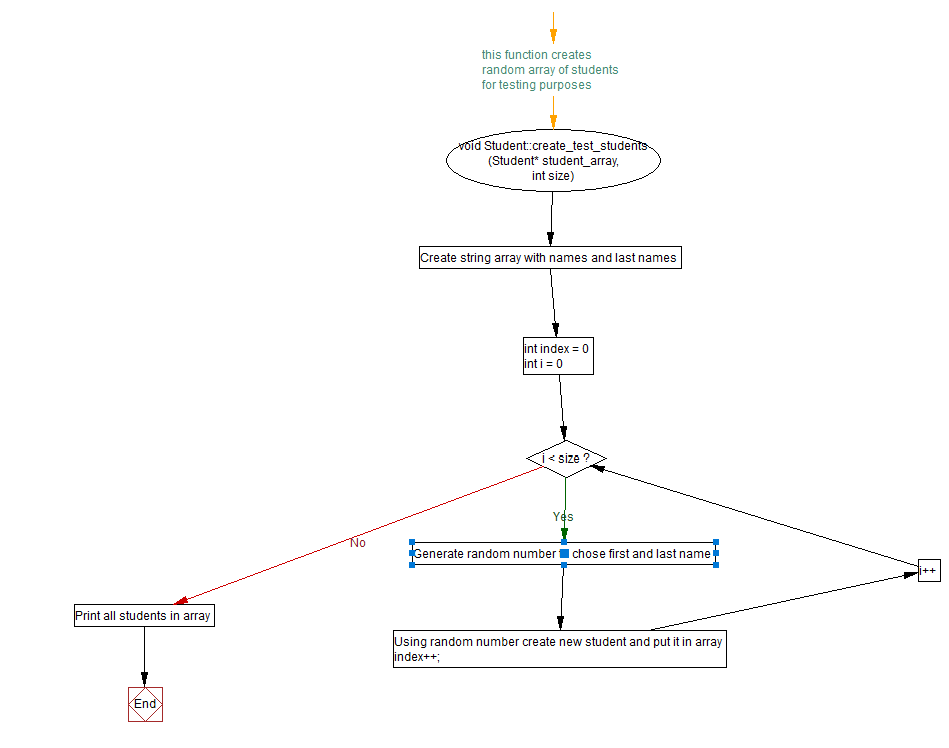 this function creates
random array of students
for testing purposes
void Student::create_test_students
(Student* student_array,
int size)
Create string array with names and last names
int index = 0
int i = 0
i < size ?
Yes
No
Generate random number chose first and last name
i++
Print all students in array
Using random number create new student and put it in array
index++;
End